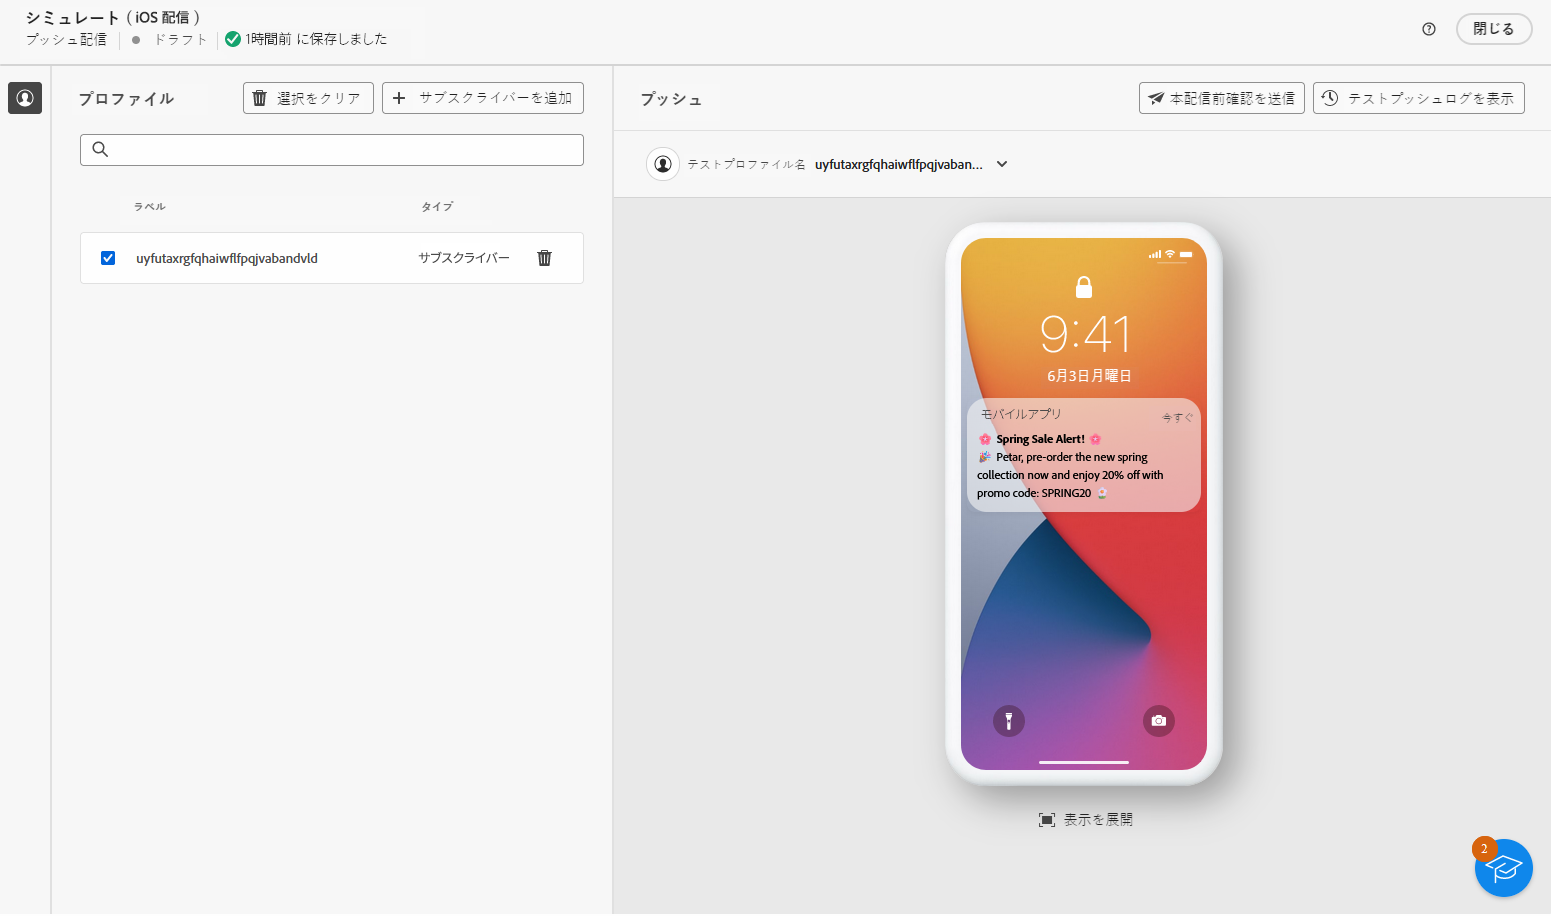 シミュレート ( iOS 配信 )
プッシュ配信 ドラフト 1時間前 に保存しました
閉じる
プロファイル
選択をクリア
サブスクライバーを追加
ラベル タイプ
uyfutaxrgfqhaiwflfpqjvabandvld サブスクライバー
プッシュ
本配信前確認を送信
テストプッシュログを表示
テストプロファイル名 uyfutaxrgfqhaiwflfpqjvaban...
9:41
6月3日月曜日
モバイルアプリ 今すぐ
🌸 Spring Sale Alert! 🌸
🎉 Petar, pre-order the new spring
collection now and enjoy 20% off with
promo code: SPRING20
表示を展開
2